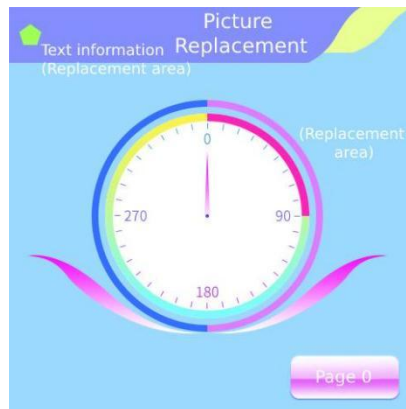 Picture
Replacement
Text information
(Replacement area)
(Replacement
area)
0
270
90
180
Page 0